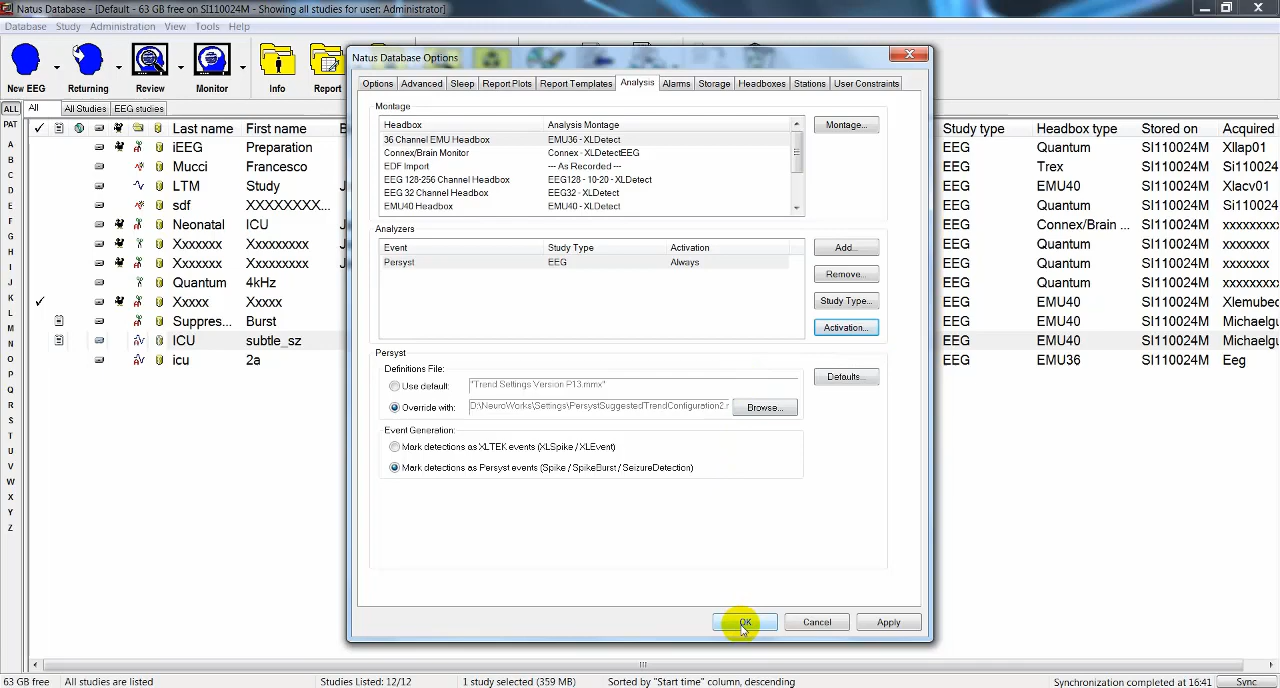 Natus Database - [Default - 63 GB free on SI110024M - Showing all studies for user: Administrator]
Database Study Administration View Tools Help
New EEG Returning Review Monitor Info Report
All All Studies EEG studies
ALL
PAT
A
B
C
D
E
F
G
H
I
J
K
L
M
N
O
P
Q
R
S
T
U
V
W
X
Y
Z
Last name First name Study type Headbox type Stored on Acquired
iEEG Preparation EEG Quantum SI110024M Xllap01
Mucci Francesco EEG Trex SI110024M Si110024
LTM Study EEG EMU40 SI110024M Xlacv01
sdf XXXXXXXX... EEG Quantum SI110024M
Neonatal ICU EEG Connex/Brain ... SI110024M xxxxxxxx
Xxxxxxx Xxxxxxxxx EEG Quantum SI110024M xxxxxxx
Xxxxxxx Xxxxxxxxx EEG Quantum SI110024M xxxxxxx
Quantum 4kHz EEG Quantum SI110024M
Xxxxx Xxxxx EEG EMU40 SI110024M Xlemubec
Suppres... Burst EEG EMU40 SI110024M Michaelgu
ICU subtle_sz EEG EMU40 SI110024M Michaelgu
icu 2a EEG EMU36 SI110024M Eeg
Natus Database Options
Options Advanced Sleep Report Plots Report Templates Analysis Alarms Storage Headboxes Stations User Constraints
Montage
Headbox Analysis Montage
36 Channel EMU Headbox EMU36 - XLDetect
Connex/Brain Monitor Connex - XLDetectEEG
EDF Import --- As Recorded ---
EEG 128-256 Channel Headbox EEG128 - 10-20 - XLDetect
EEG 32 Channel Headbox EEG32 - XLDetect
EMU40 Headbox EMU40 - XLDetect
Montage...
Analyzers
Event Study Type Activation
Persyst EEG Always
Add...
Remove...
Study Type...
Activation...
Persyst
Definitions File:
Use default: "Trend Settings Version P13.mmx"
Override with: D:\NeuroWorks\Settings\PersystSuggestedTrendConfiguration2.r Browse...
Defaults...
Event Generation:
Mark detections as XLTEK events (XLSpike / XLEvent)
Mark detections as Persyst events (Spike / SpikeBurst / SeizureDetection)
OK Cancel Apply
63 GB free All studies are listed Studies Listed: 12/12 1 study selected (359 MB) Sorted by "Start time" column, descending Synchronization completed at 16:41 Sync